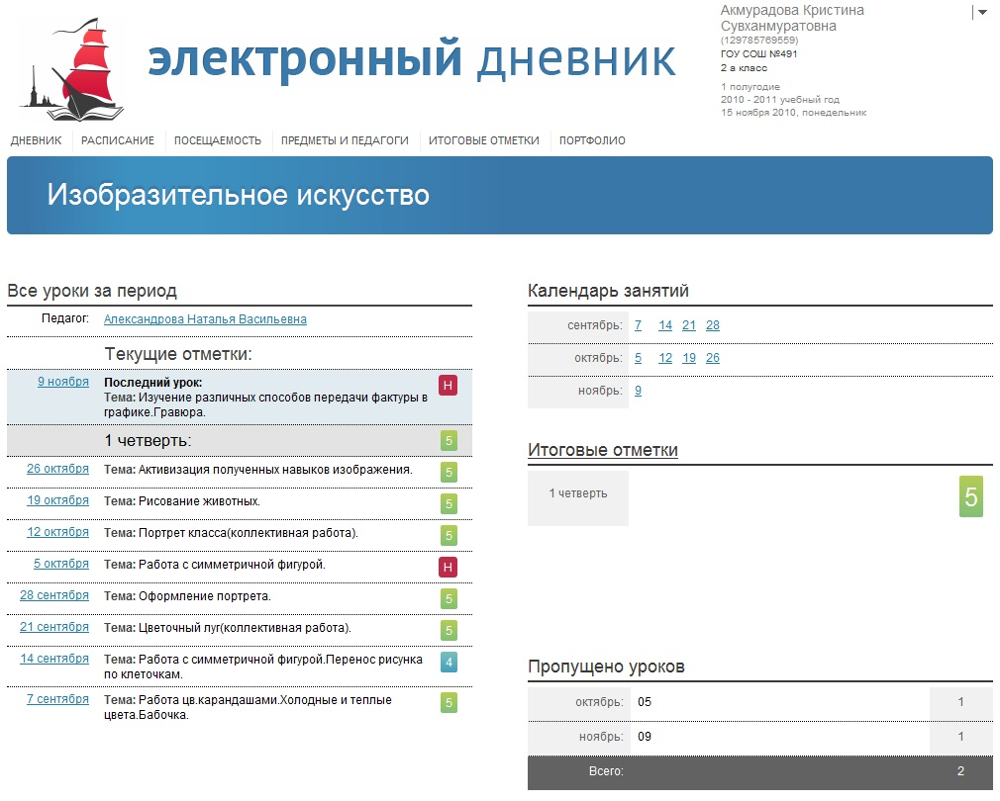 электронный дневник
Акмурадова Кристина
Сувханмуратовна
(129785769559)
ГОУ СОШ №491
2 а класс
1 полугодие
2010 - 2011 учебный год
15 ноября 2010, понедельник
ДНЕВНИК РАСПИСАНИЕ ПОСЕЩАЕМОСТЬ ПРЕДМЕТЫ И ПЕДАГОГИ ИТОГОВЫЕ ОТМЕТКИ ПОРТФОЛИО
Изобразительное искусство
Все уроки за период
Педагог: Александрова Наталья Васильевна
Текущие отметки:
9 ноября Последний урок: Н
Тема: Изучение различных способов передачи фактуры в
графике.Гравюра.
1 четверть: 5
26 октября Тема: Активизация полученных навыков изображения. 5
19 октября Тема: Рисование животных. 5
12 октября Тема: Портрет класса(коллективная работа). 5
5 октября Тема: Работа с симметричной фигурой. Н
28 сентября Тема: Оформление портрета. 5
21 сентября Тема: Цветочный луг(коллективная работа). 5
14 сентября Тема: Работа с симметричной фигурой.Перенос рисунка 4
по клеточкам.
7 сентября Тема: Работа цв.карандашами.Холодные и теплые 5
цвета.Бабочка.
Календарь занятий
сентябрь: 7 14 21 28
октябрь: 5 12 19 26
ноябрь: 9
Итоговые отметки
1 четверть 5
Пропущено уроков
октябрь: 05 1
ноябрь: 09 1
Всего: 2